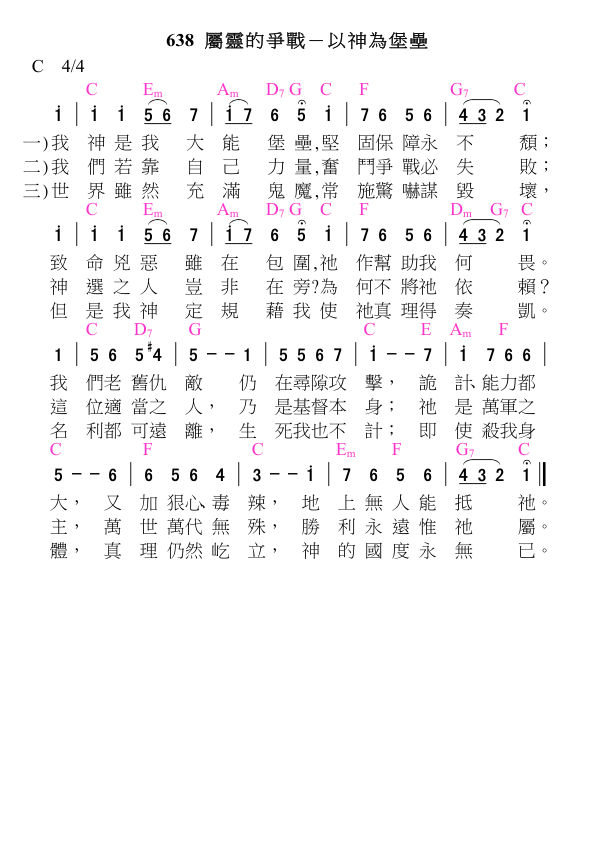 638 屬靈的爭戰－以神為堡壘
C 4/4
C Em Am D7 G C F G7 C
i | i i 5 6 7 | i 7 6 5 i | 7 6 5 6 | 4 3 2 1
一)我 神 是 我 大 能 堡 壘,堅 固保 障永 不 頹；
二)我 們 若 靠 自 己 力 量,奮 鬥爭 戰必 失 敗；
三)世 界 雖 然 充 滿 鬼 魔,常 施驚 嚇謀 毀 壞，
C Em Am D7 G C F Dm G7 C
i | i i 5 6 7 | i 7 6 5 i | 7 6 5 6 | 4 3 2 1
致 命 兇 惡 雖 在 包 圍,祂 作幫 助我 何 畏。
神 選 之 人 豈 非 在 旁?為 何不 將祂 依 賴？
但 是 我 神 定 規 藉 我 使 祂真 理得 奏 凱。
C D7 G C E Am F
1 | 5 6 5 #4 | 5 - - 1 | 5 5 6 7 | i - - 7 | i 7 6 6 |
我 們老 舊仇 敵 仍 在尋隙攻 擊， 詭 計、能力都
這 位適 當之 人， 乃 是基督本 身； 祂 是 萬軍之
名 利都 可遠 離， 生 死我也不 計； 即 使 殺我身
C F C Em F G7 C
5 - - 6 | 6 5 6 4 | 3 - - i | 7 6 5 6 | 4 3 2 1 ||
大， 又 加 狠心、毒 辣， 地 上 無 人 能 抵 祂。
主， 萬 世 萬代 無 殊， 勝 利 永 遠 惟 祂 屬。
體， 真 理 仍然 屹 立， 神 的 國 度 永 無 已。